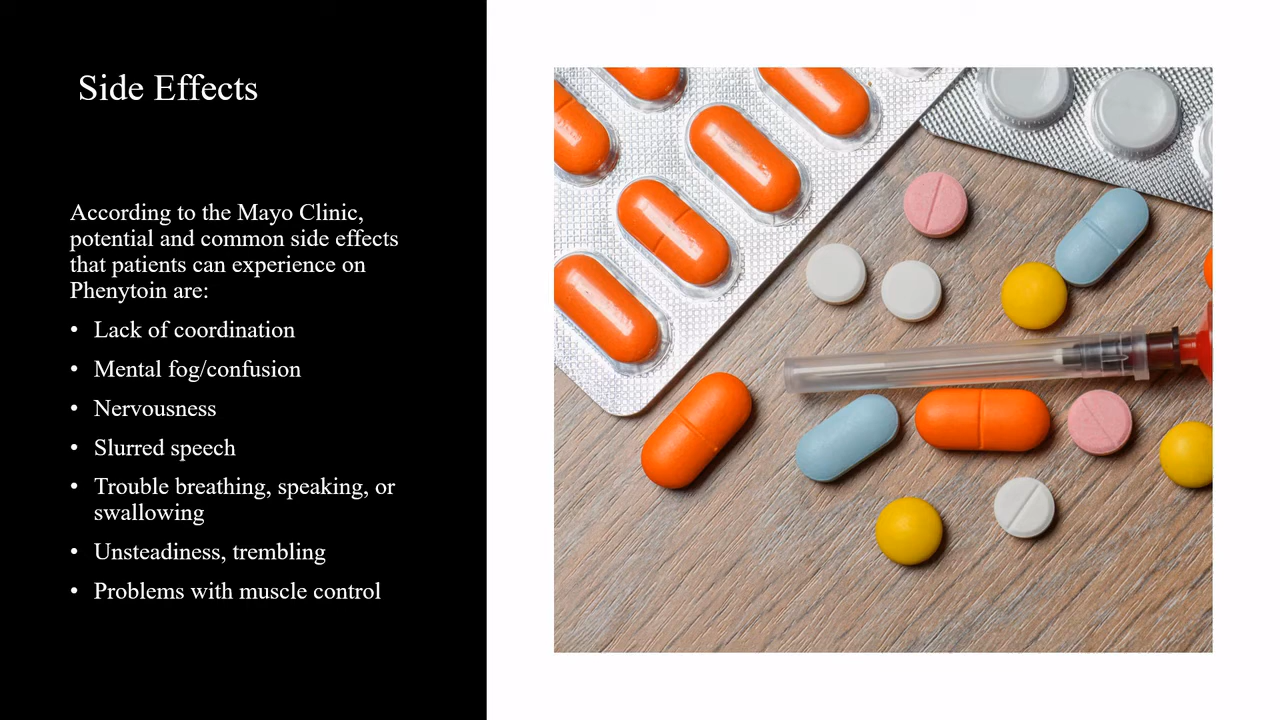 Side Effects
According to the Mayo Clinic,
potential and common side effects
that patients can experience on
Phenytoin are:
• Lack of coordination
• Mental fog/confusion
• Nervousness
• Slurred speech
• Trouble breathing, speaking, or
swallowing
• Unsteadiness, trembling
• Problems with muscle control